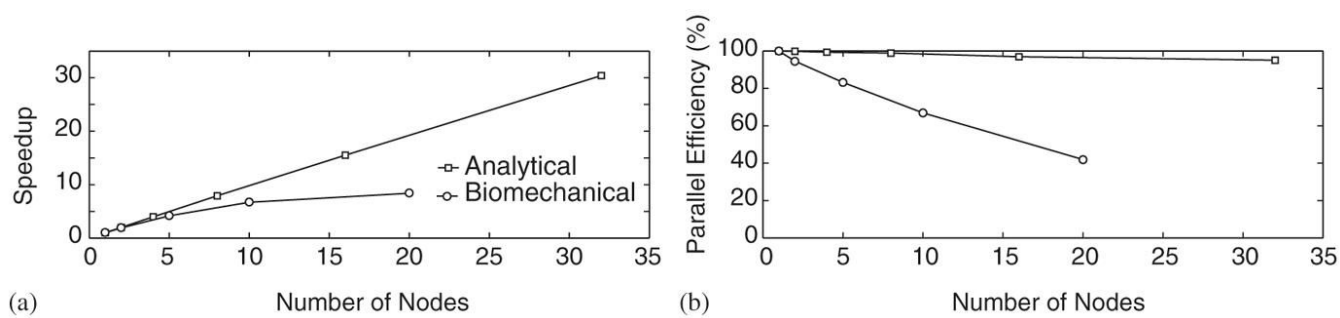 30
20
10
0
0 5 10 15 20 25 30 35
Speedup
Number of Nodes
Analytical
Biomechanical
(a)
100
80
60
40
20
0
0 5 10 15 20 25 30 35
Parallel Efficiency (%)
Number of Nodes
(b)